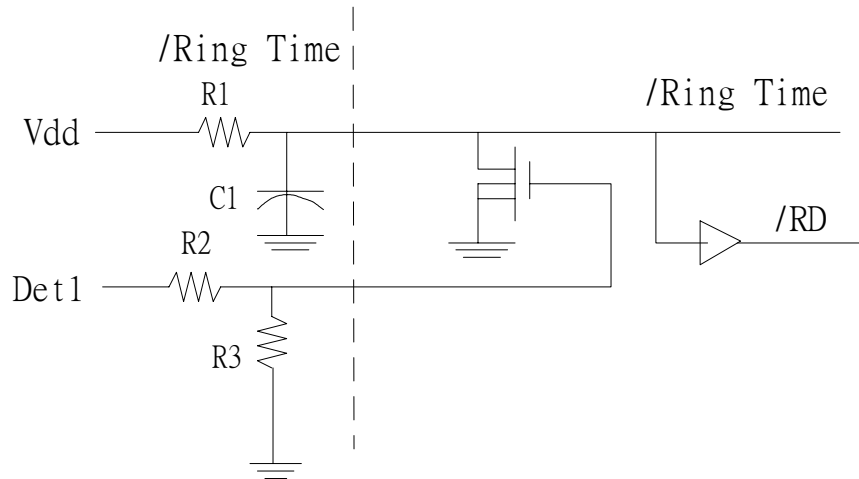 /Ring Time
R1
/Ring Time
Vdd
C1
/RD
R2
Det1
R3